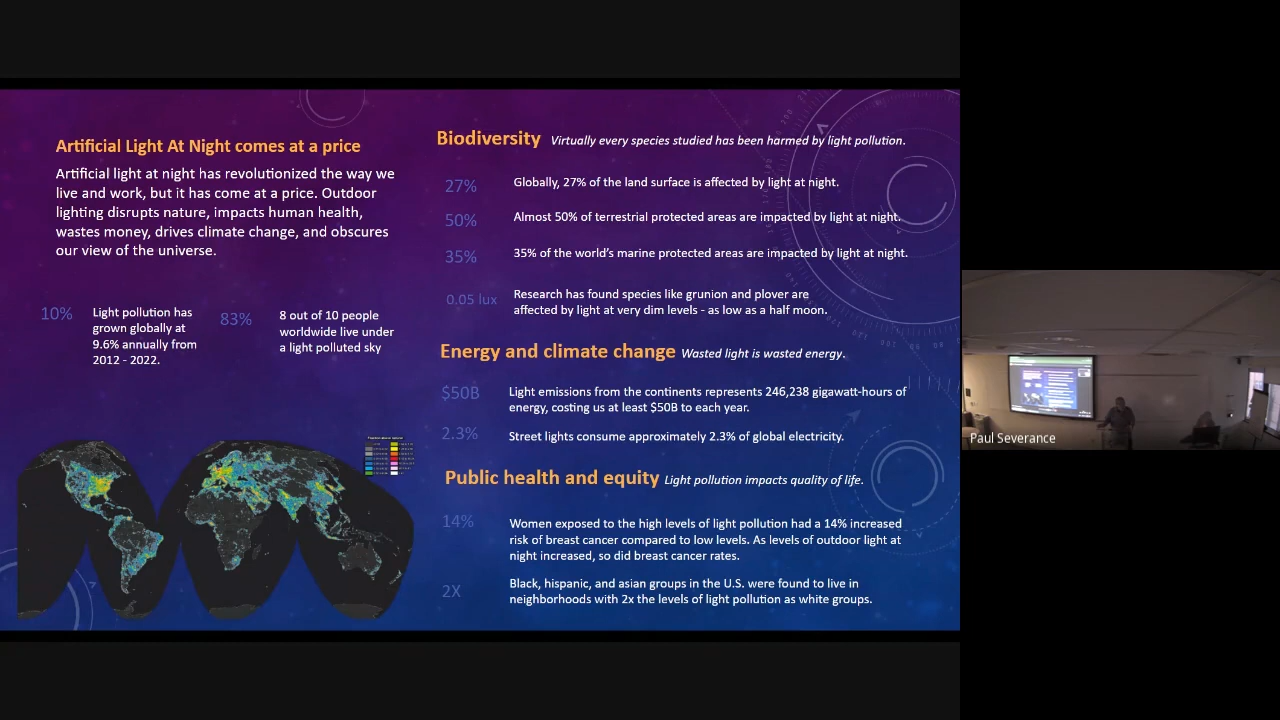 Artificial Light At Night comes at a price
Artificial light at night has revolutionized the way we
live and work, but it has come at a price. Outdoor
lighting disrupts nature, impacts human health,
wastes money, drives climate change, and obscures
our view of the universe.
10%
Light pollution has
grown globally at
9.6% annually from
2012 - 2022.
83%
8 out of 10 people
worldwide live under
a light polluted sky
Biodiversity Virtually every species studied has been harmed by light pollution.
27% Globally, 27% of the land surface is affected by light at night.
50% Almost 50% of terrestrial protected areas are impacted by light at night.
35% 35% of the world's marine protected areas are impacted by light at night.
0.05 lux Research has found species like grunion and plover are
affected by light at very dim levels - as low as a half moon.
Energy and climate change Wasted light is wasted energy.
$50B Light emissions from the continents represents 246,238 gigawatt-hours of
energy, costing us at least $50B to each year.
2.3% Street lights consume approximately 2.3% of global electricity.
Public health and equity Light pollution impacts quality of life.
14% Women exposed to the high levels of light pollution had a 14% increased
risk of breast cancer compared to low levels. As levels of outdoor light at
night increased, so did breast cancer rates.
2X Black, hispanic, and asian groups in the U.S. were found to live in
neighborhoods with 2x the levels of light pollution as white groups.
Paul Severance